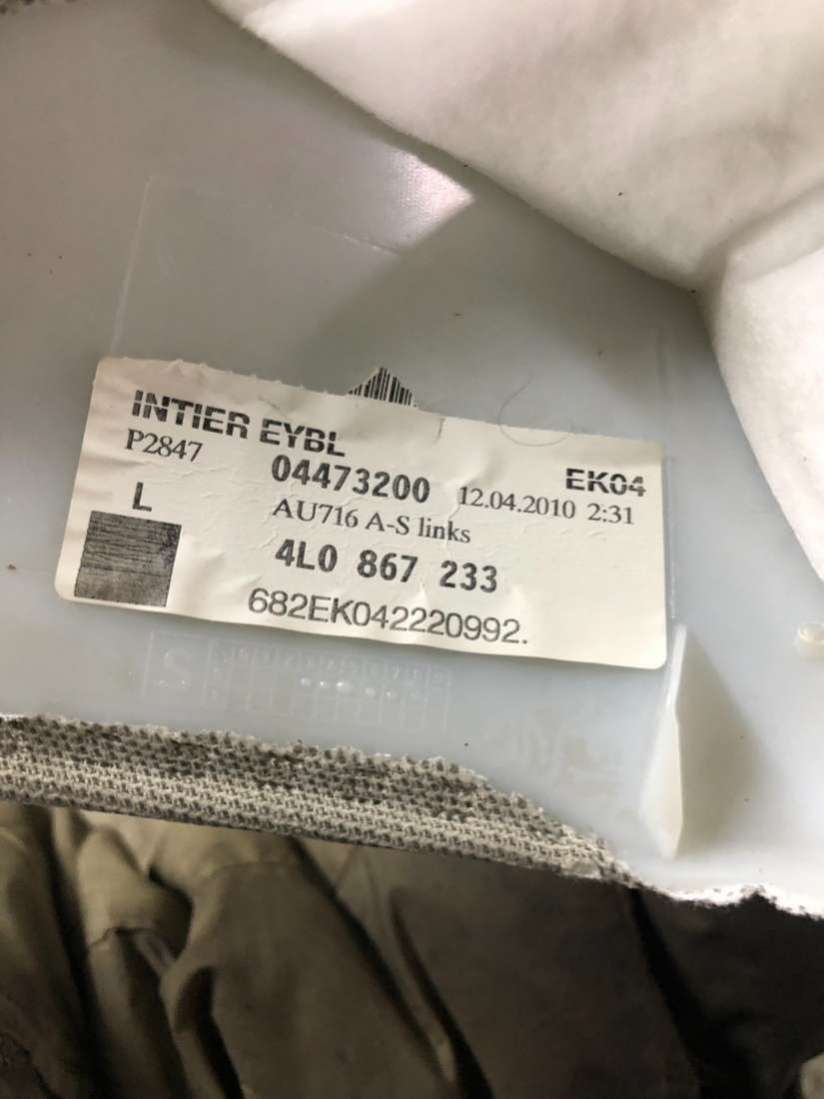 INTIER EYBL
P2847
04473200
EK04
12.04.2010 2:31
L
AU716 A-S links
4L0 867 233
682EK042220992.